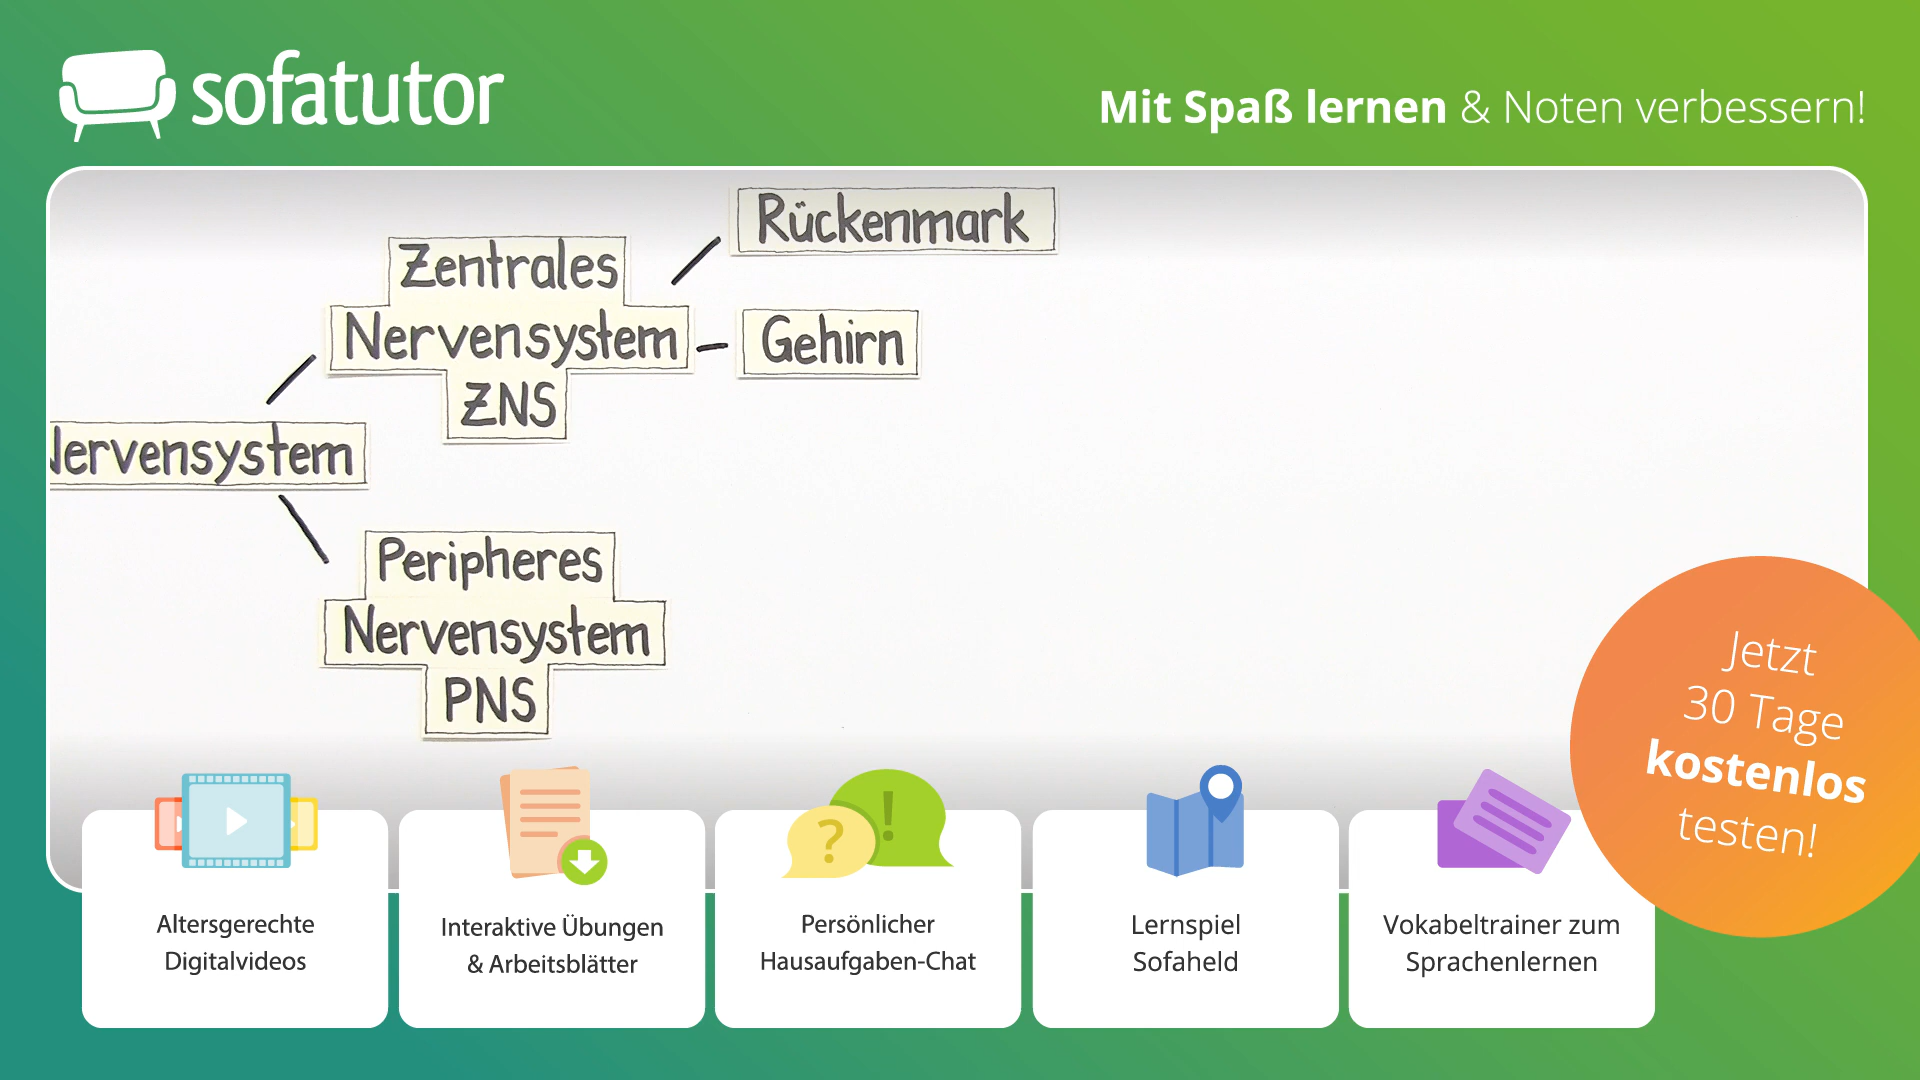 sofatutor
Mit Spaß lernen & Noten verbessern!
Rückenmark
Zentrales
Nervensystem
ZNS
Gehirn
Nervensystem
Peripheres
Nervensystem
PNS
Jetzt
30 Tage
kostenlos
testen!
?
!
Altersgerechte
Digitalvideos
Interaktive Übungen
& Arbeitsblätter
Persönlicher
Hausaufgaben-Chat
Lernspiel
Sofaheld
Vokabeltrainer zum
Sprachenlernen